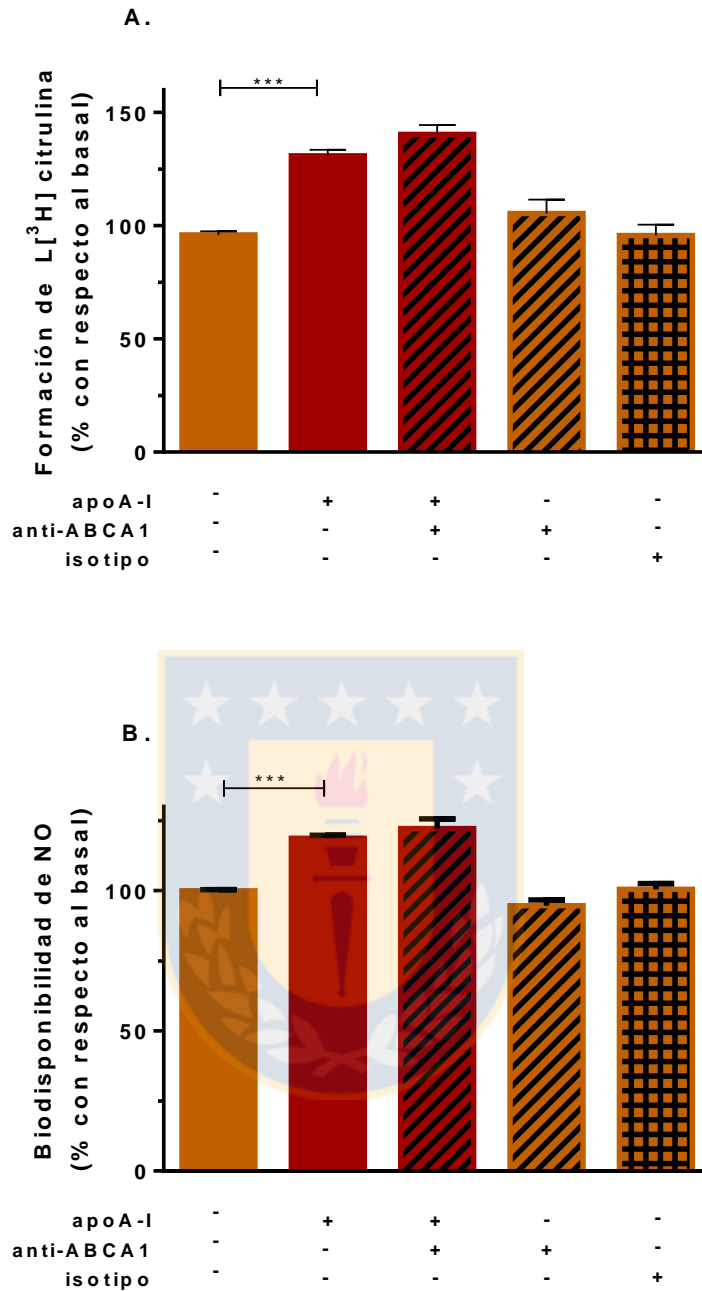 A.
***
150
100
50
0
Formación de L[³H] citrulina
(% con respecto al basal)
apoA-I - + + - -
anti-ABCA1 - - + + -
isotipo - - - - +
B.
***
100
50
0
Biodisponibilidad de NO
(% con respecto al basal)
apoA-I - + + - -
anti-ABCA1 - - + + -
isotipo - - - - +